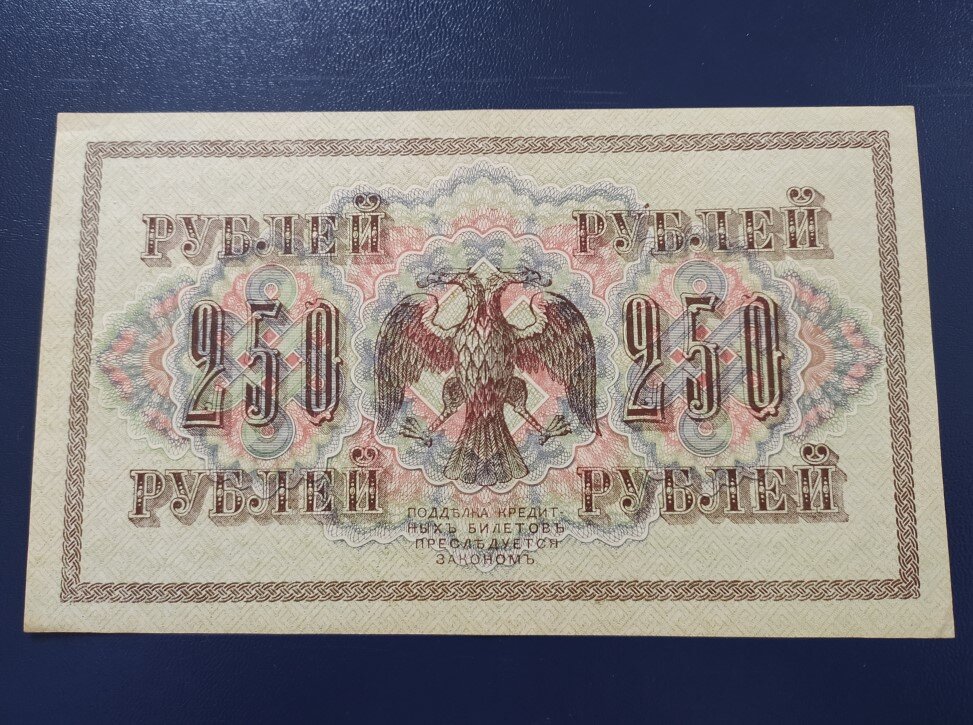 РУБЛЕЙ РУБЛЕЙ
250 250
РУБЛЕЙ РУБЛЕЙ
ПОДДѢЛКА КРЕДИТ-
НЫХЪ БИЛЕТОВЪ
ПРЕСЛѢДУЕТСЯ
ЗАКОНОМЪ